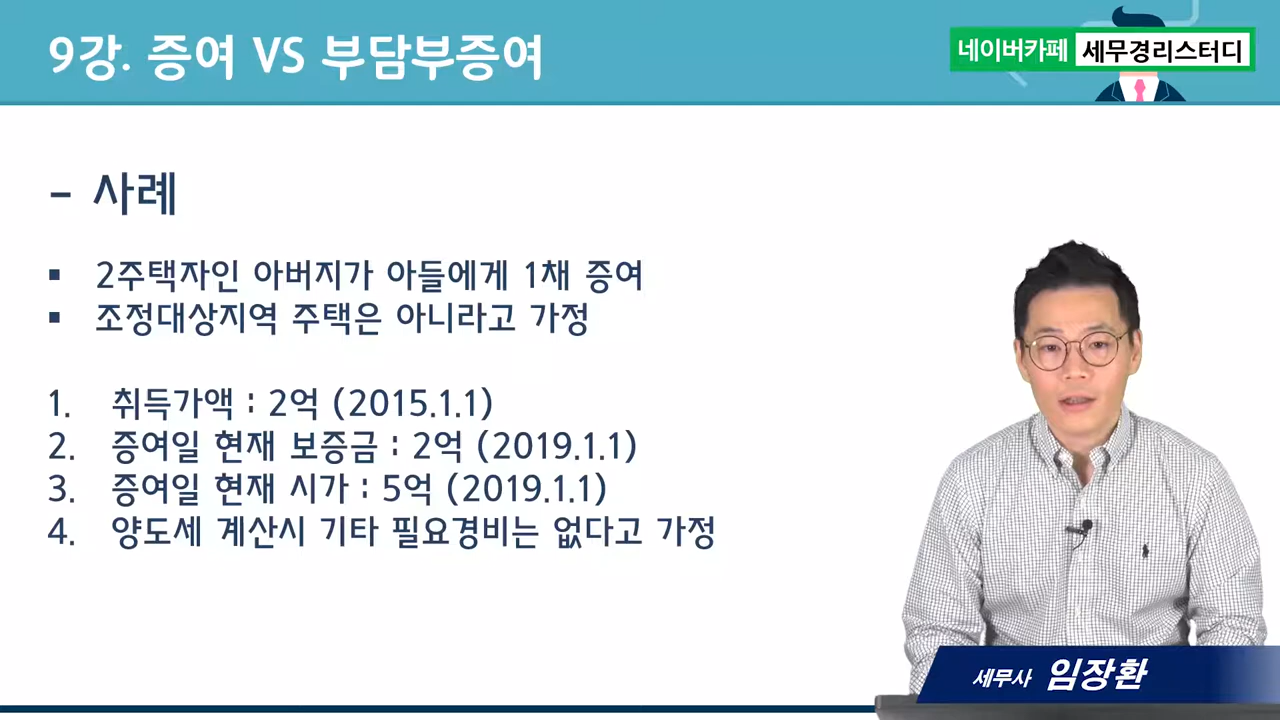 9강. 증여 VS 부담부증여
네이버카페 세무경리스터디
- 사례
▪ 2주택자인 아버지가 아들에게 1채 증여
▪ 조정대상지역 주택은 아니라고 가정
1. 취득가액 : 2억 (2015.1.1)
2. 증여일 현재 보증금 : 2억 (2019.1.1)
3. 증여일 현재 시가 : 5억 (2019.1.1)
4. 양도세 계산시 기타 필요경비는 없다고 가정
세무사 임장환